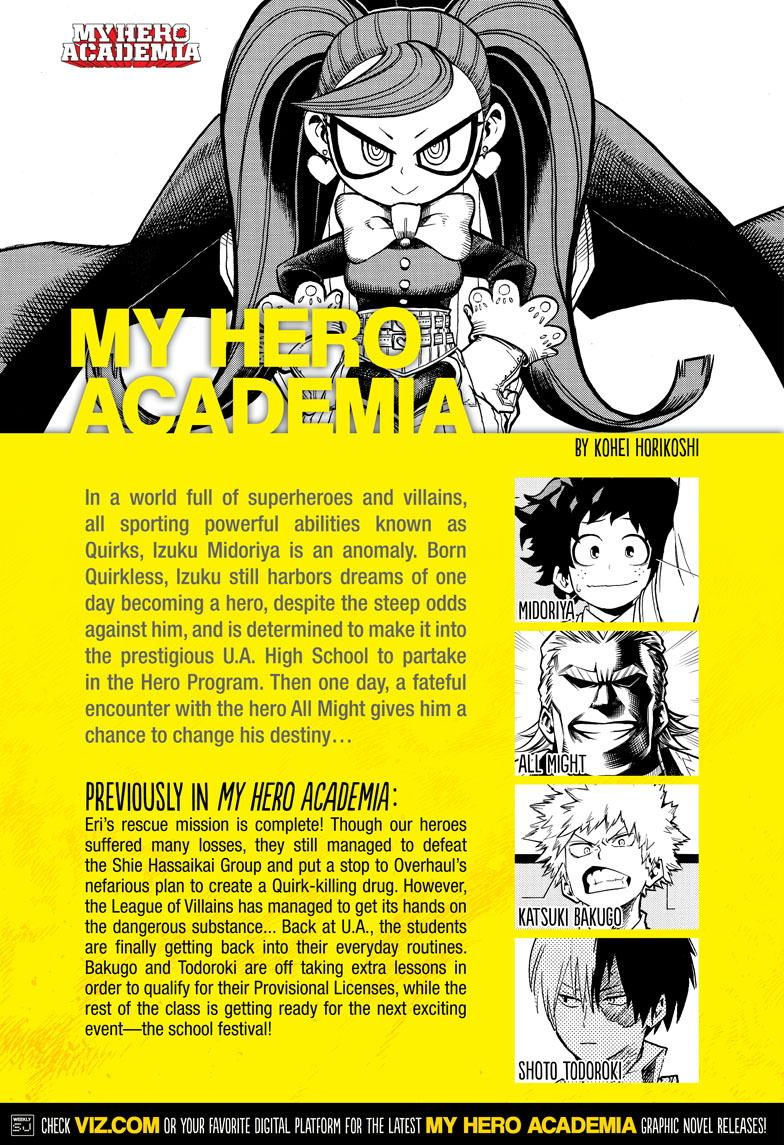 MY HERO
ACADEMIA
MY HERO
ACADEMIA
BY KOHEI HORIKOSHI
In a world full of superheroes and villains,
all sporting powerful abilities known as
Quirks, Izuku Midoriya is an anomaly. Born
Quirkless, Izuku still harbors dreams of one
day becoming a hero, despite the steep odds
against him, and is determined to make it into
the prestigious U.A. High School to partake
in the Hero Program. Then one day, a fateful
encounter with the hero All Might gives him a
chance to change his destiny…
PREVIOUSLY IN MY HERO ACADEMIA:
Eri’s rescue mission is complete! Though our heroes
suffered many losses, they still managed to defeat
the Shie Hassaikai Group and put a stop to Overhaul’s
nefarious plan to create a Quirk-killing drug. However,
the League of Villains has managed to get its hands on
the dangerous substance... Back at U.A., the students
are finally getting back into their everyday routines.
Bakugo and Todoroki are off taking extra lessons in
order to qualify for their Provisional Licenses, while the
rest of the class is getting ready for the next exciting
event—the school festival!
MIDORIYA
ALL MIGHT
KATSUKI BAKUGO
SHOTO TODOROKI
WEEKLY
SJ
CHECK VIZ.COM OR YOUR FAVORITE DIGITAL PLATFORM FOR THE LATEST MY HERO ACADEMIA GRAPHIC NOVEL RELEASES!